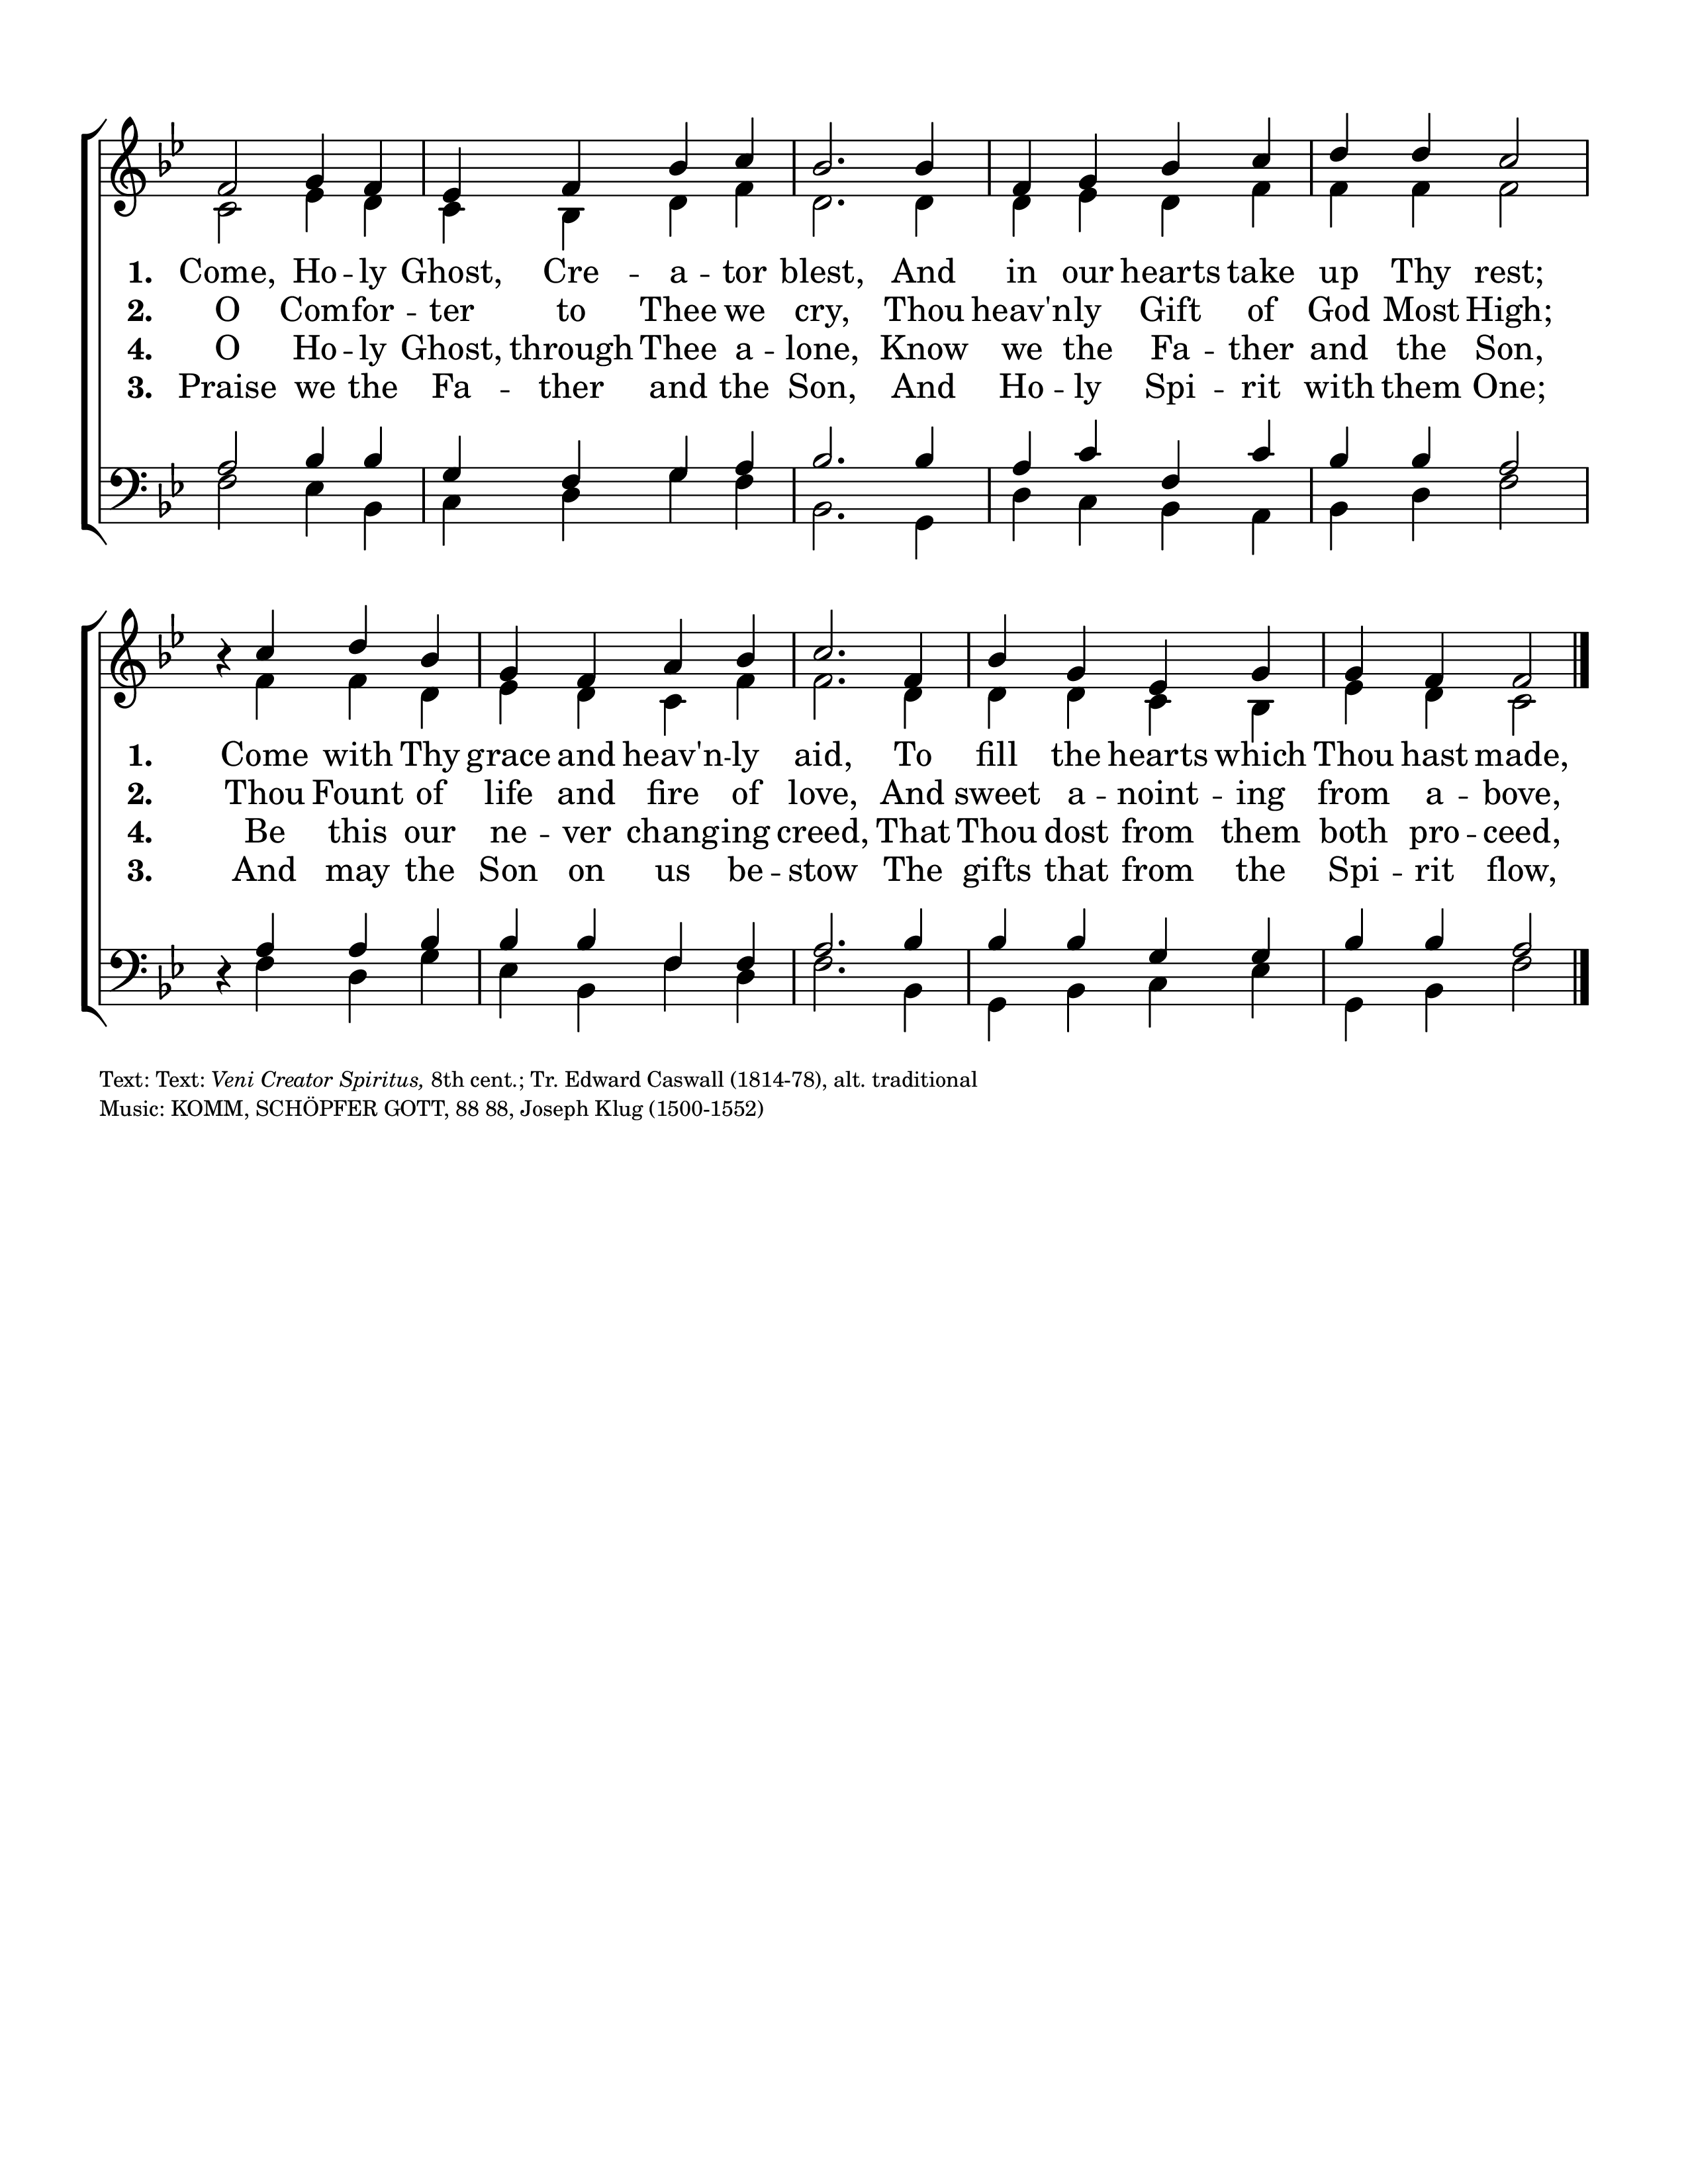 1. Come, Ho -- ly Ghost, Cre -- a -- tor blest, And in our hearts take up Thy rest;
2. O Comfor -- ter to Thee we cry, Thou heav'nly Gift of God Most High;
4. O Ho -- ly Ghost, through Thee a -- lone, Know we the Fa -- ther and the Son,
3. Praise we the Fa -- ther and the Son, And Ho -- ly Spi -- rit with them One;
1. Come with Thy grace and heav'n -- ly aid, To fill the hearts which Thou hast made,
2. Thou Fount of life and fire of love, And sweet a -- noint -- ing from a -- bove,
4. Be this our ne -- ver changing creed, That Thou dost from them both pro -- ceed,
3. And may the Son on us be -- stow The gifts that from the Spi -- rit flow,
Text: Text: Veni Creator Spiritus, 8th cent.; Tr. Edward Caswall (1814-78), alt. traditional
Music: KOMM, SCHÖPFER GOTT, 88 88, Joseph Klug (1500-1552)